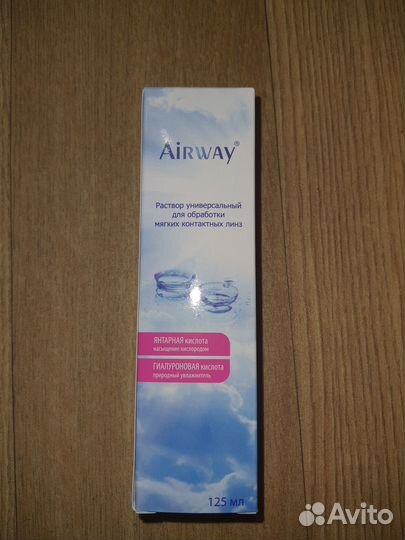 AiRWAY®
Раствор универсальный
для обработки
мягких контактных линз
ЯНТАРНАЯ кислота
насыщение кислородом
ГИАЛУРОНОВАЯ кислота
природный увлажнитель
125 мл
Avito